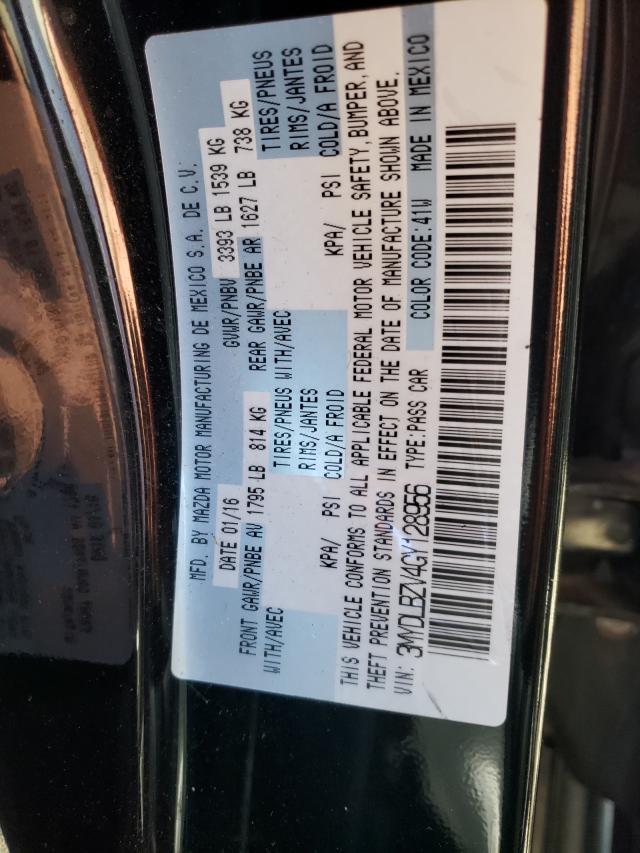 MFD. BY MAZDA MOTOR MANUFACTURING DE MEXICO S.A. DE C.V.
DATE 01/16 GVWR/PNBV 3393 LB 1539 KG
FRONT GAWR/PNBE AV 1795 LB 814 KG REAR GAWR/PNBE AR 1627 LB 738 KG
WITH/AVEC TIRES/PNEUS WITH/AVEC TIRES/PNEUS
RIMS/JANTES RIMS/JANTES
KPA/ PSI COLD/A FROID KPA/ PSI COLD/A FROID
THIS VEHICLE CONFORMS TO ALL APPLICABLE FEDERAL MOTOR VEHICLE SAFETY, BUMPER, AND
THEFT PREVENTION STANDARDS IN EFFECT ON THE DATE OF MANUFACTURE SHOWN ABOVE.
VIN: 3MYDLBZV4GY128956 TYPE:PASS CAR COLOR CODE:41W MADE IN MEXICO